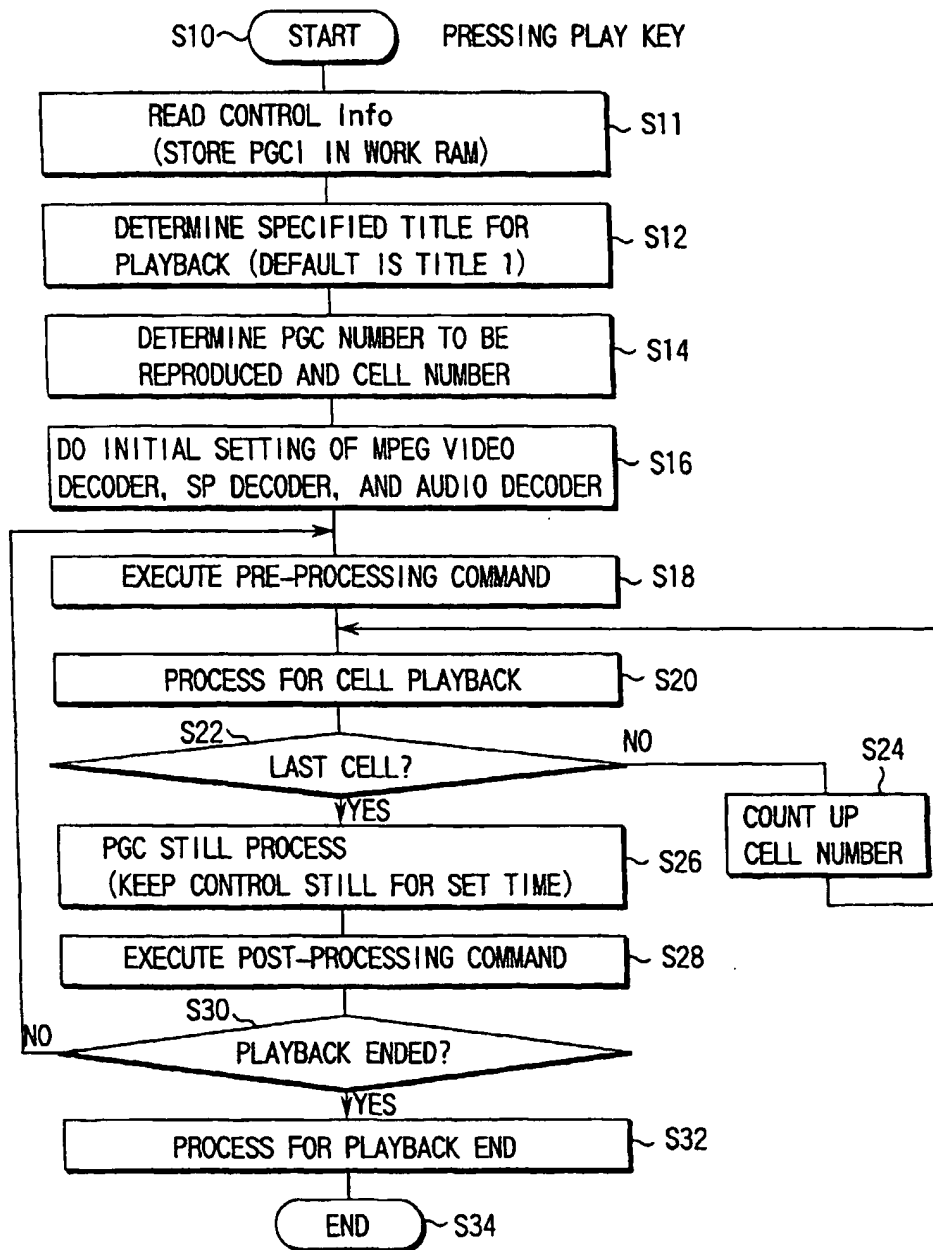 S10 START PRESSING PLAY KEY
READ CONTROL Info
(STORE PGCI IN WORK RAM)
S11
DETERMINE SPECIFIED TITLE FOR
PLAYBACK (DEFAULT IS TITLE 1)
S12
DETERMINE PGC NUMBER TO BE
REPRODUCED AND CELL NUMBER
S14
DO INITIAL SETTING OF MPEG VIDEO
DECODER, SP DECODER, AND AUDIO DECODER
S16
EXECUTE PRE-PROCESSING COMMAND S18
PROCESS FOR CELL PLAYBACK S20
S22
LAST CELL?
NO
YES
S24
COUNT UP
CELL NUMBER
PGC STILL PROCESS
(KEEP CONTROL STILL FOR SET TIME)
S26
EXECUTE POST-PROCESSING COMMAND S28
S30
NO
PLAYBACK ENDED?
YES
PROCESS FOR PLAYBACK END S32
END S34